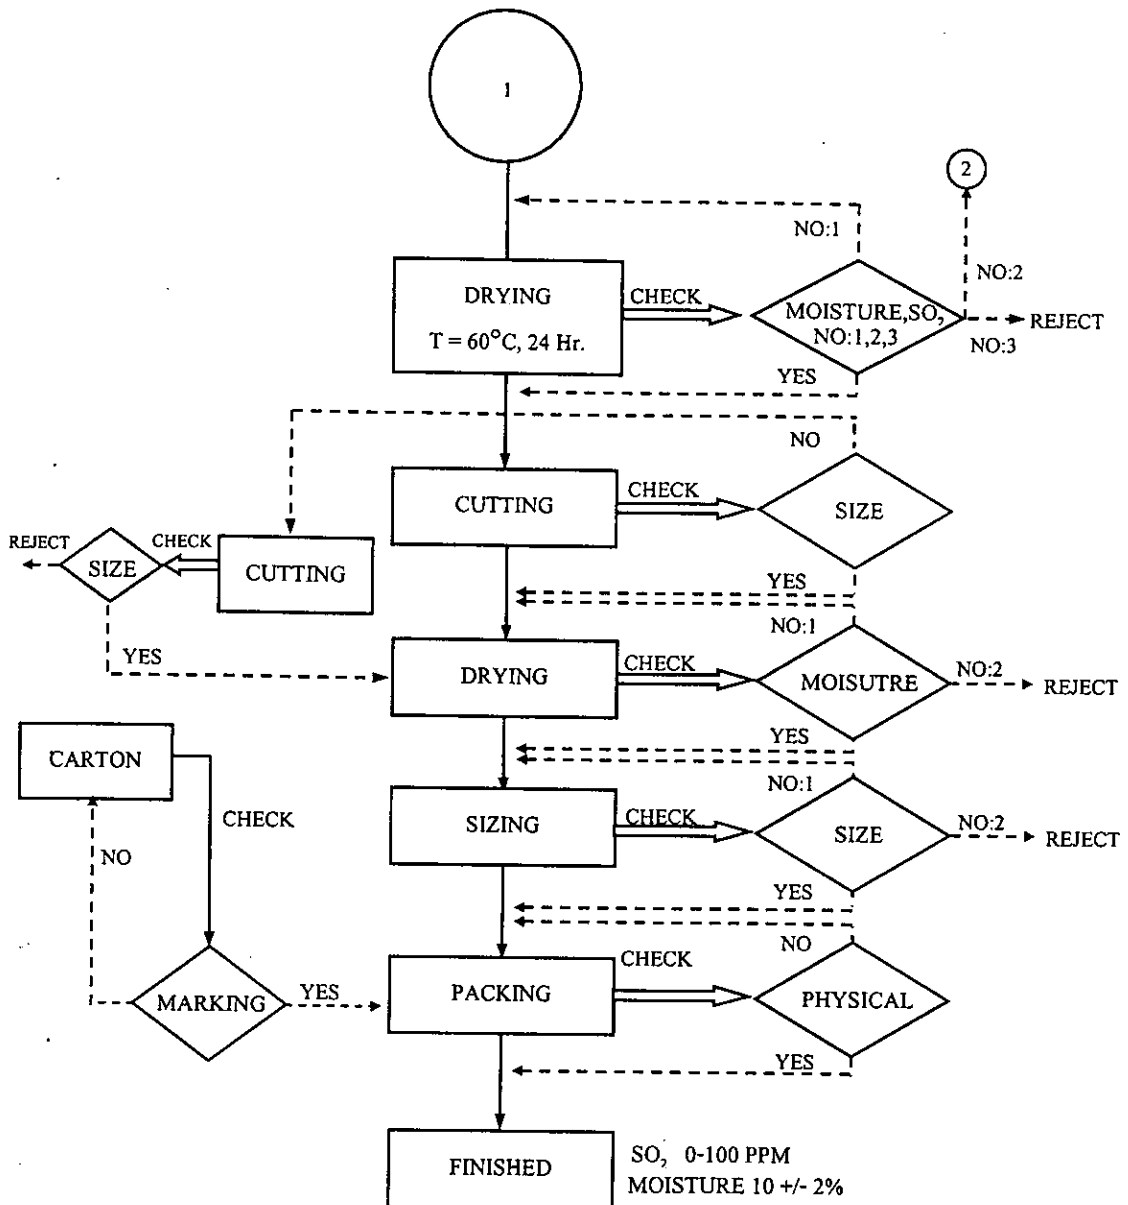 1
2
NO:1
NO:2
DRYING
T = 60°C, 24 Hr.
CHECK
MOISTURE,SO₂
NO:1,2,3
REJECT
NO:3
YES
NO
CUTTING
CHECK
SIZE
REJECT
SIZE
CHECK
CUTTING
YES
NO:1
YES
DRYING
CHECK
MOISUTRE
NO:2
REJECT
YES
NO:1
CARTON
CHECK
NO
SIZING
CHECK
SIZE
NO:2
REJECT
YES
NO
MARKING
YES
PACKING
CHECK
PHYSICAL
YES
FINISHED
SO₂ 0-100 PPM
MOISTURE 10 +/- 2%